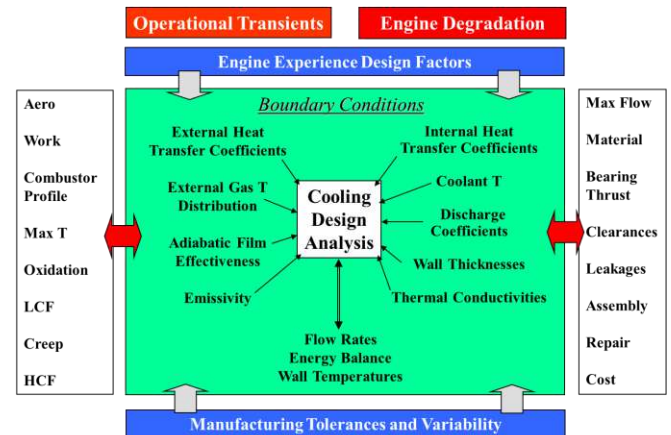 Operational Transients
Engine Degradation
Engine Experience Design Factors
Aero
Work
Combustor
Profile
Max T
Oxidation
LCF
Creep
HCF
Boundary Conditions
External Heat
Transfer Coefficients
External Gas T
Distribution
Adiabatic Film
Effectiveness
Emissivity
Cooling
Design
Analysis
Internal Heat
Transfer Coefficients
Coolant T
Discharge
Coefficients
Wall Thicknesses
Thermal Conductivities
Flow Rates
Energy Balance
Wall Temperatures
Max Flow
Material
Bearing
Thrust
Clearances
Leakages
Assembly
Repair
Cost
Manufacturing Tolerances and Variability